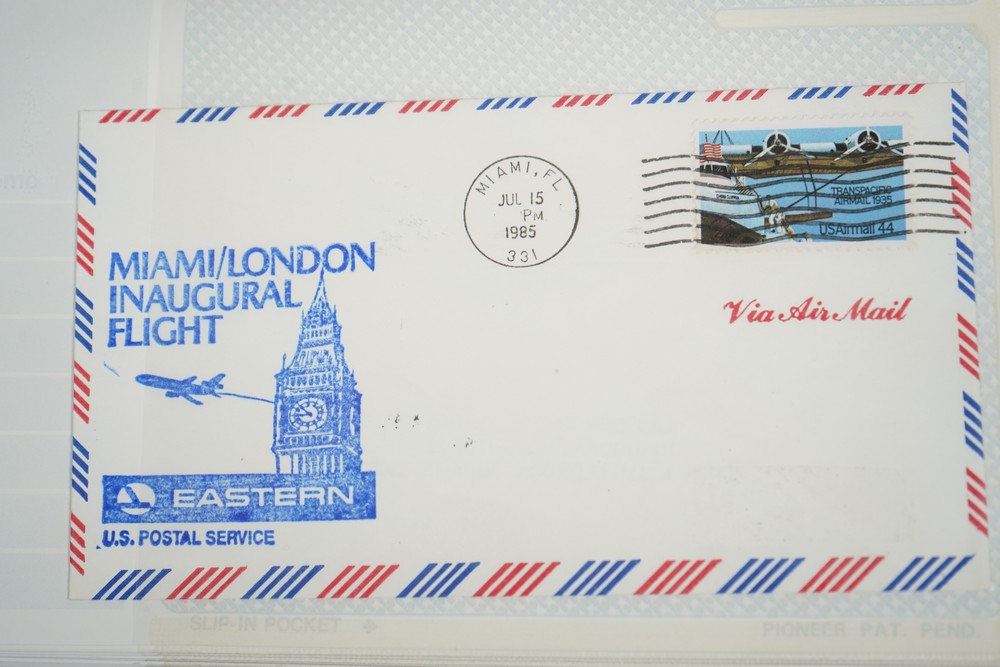 MIAMI, FL
JUL 15
PM
1985
331
TRANSPACIFIC
AIRMAIL 1935
USAirmail 44
Via Air Mail
MIAMI/LONDON
INAUGURAL
FLIGHT
EASTERN
U.S. POSTAL SERVICE
SLIP-IN POCKET
PIONEER PAT. PEND.